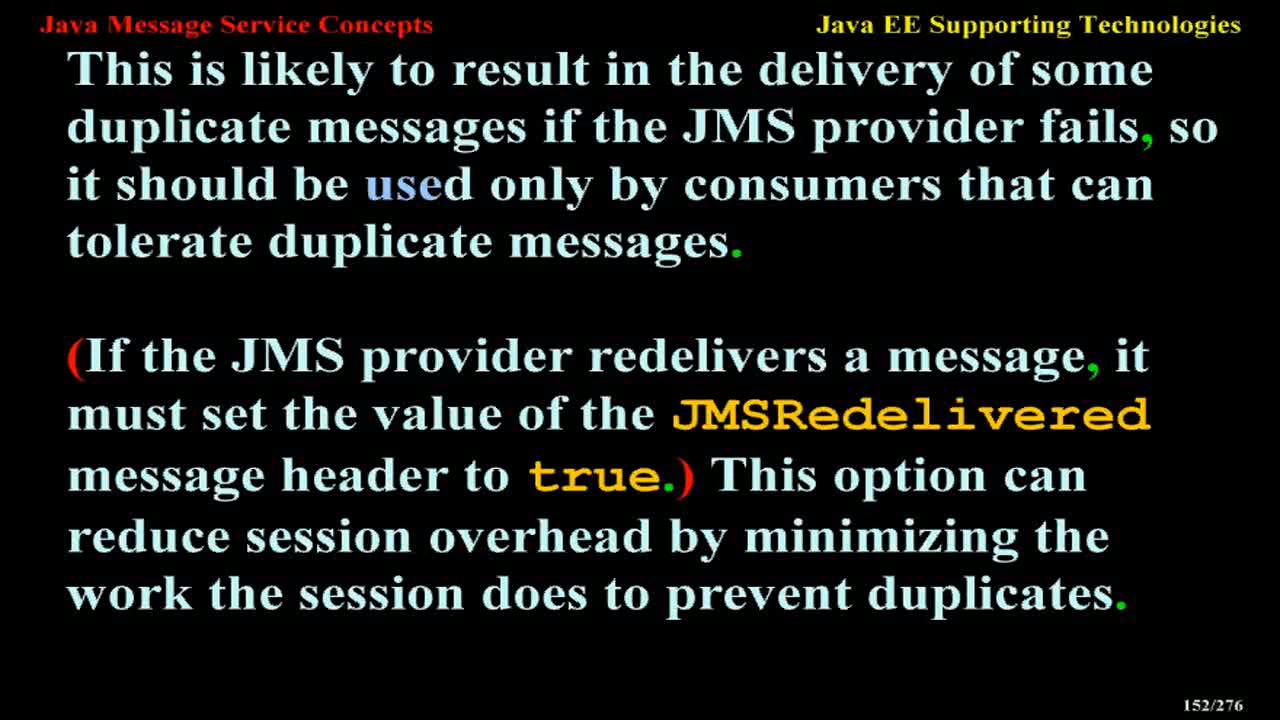 Java Message Service Concepts
Java EE Supporting Technologies
This is likely to result in the delivery of some
duplicate messages if the JMS provider fails, so
it should be used only by consumers that can
tolerate duplicate messages.
(If the JMS provider redelivers a message, it
must set the value of the JMSRedelivered
message header to true.) This option can
reduce session overhead by minimizing the
work the session does to prevent duplicates.
152/276